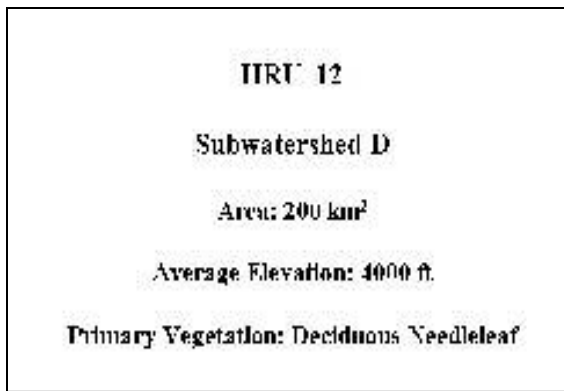 HRU 12
Subwatershed D
Area: 200 km²
Average Elevation: 4000 ft.
Primary Vegetation: Deciduous Needleleaf